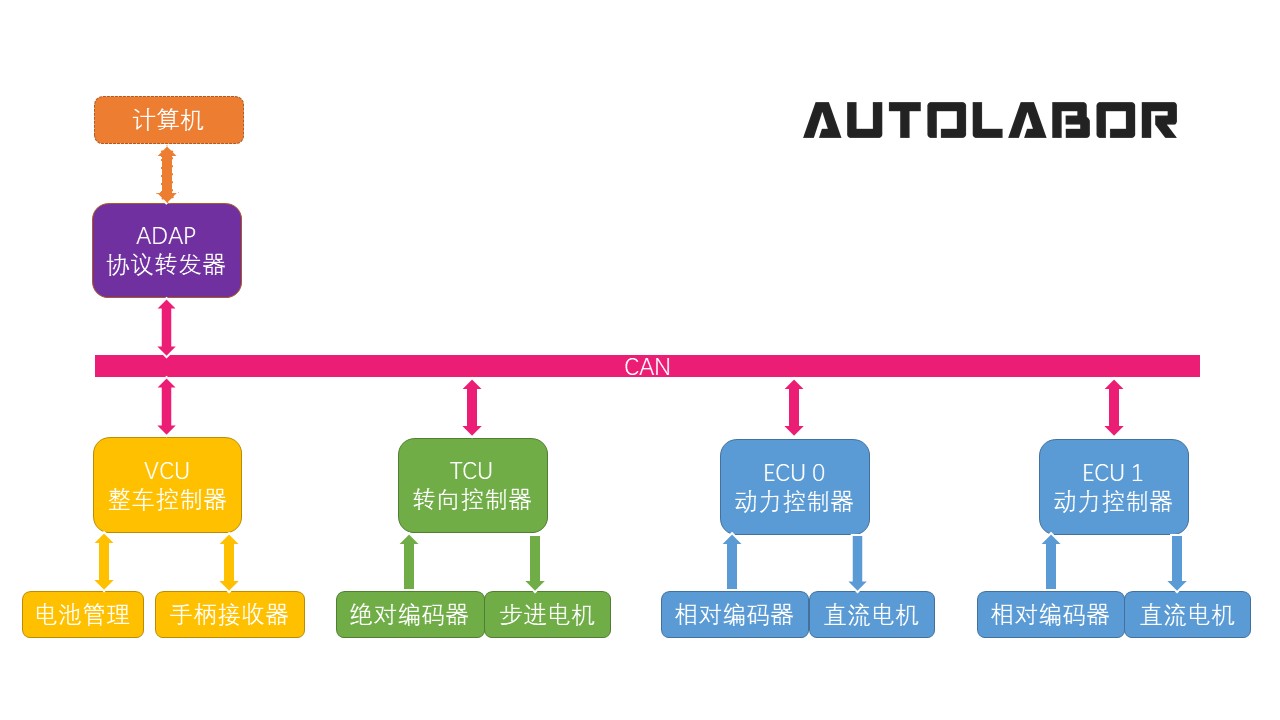 计算机
AUTOLABOR
ADAP
协议转发器
CAN
VCU
整车控制器
TCU
转向控制器
ECU 0
动力控制器
ECU 1
动力控制器
电池管理
手柄接收器
绝对编码器
步进电机
相对编码器
直流电机
相对编码器
直流电机